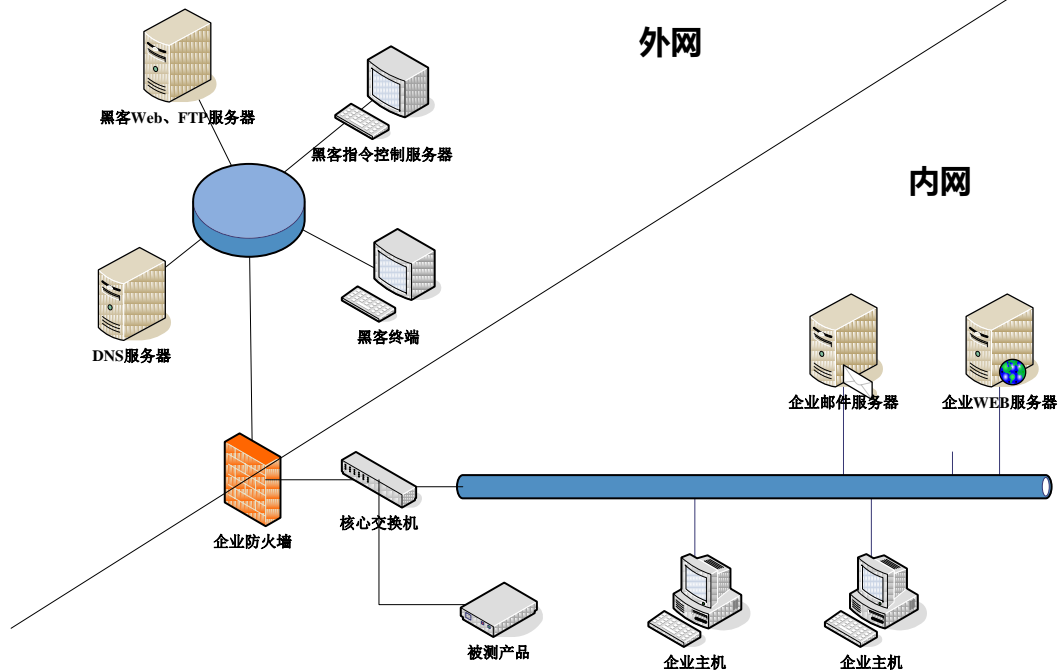 外网
黑客Web、FTP服务器
黑客指令控制服务器
内网
黑客终端
DNS服务器
企业邮件服务器
企业WEB服务器
核心交换机
企业防火墙
被测产品
企业主机
企业主机